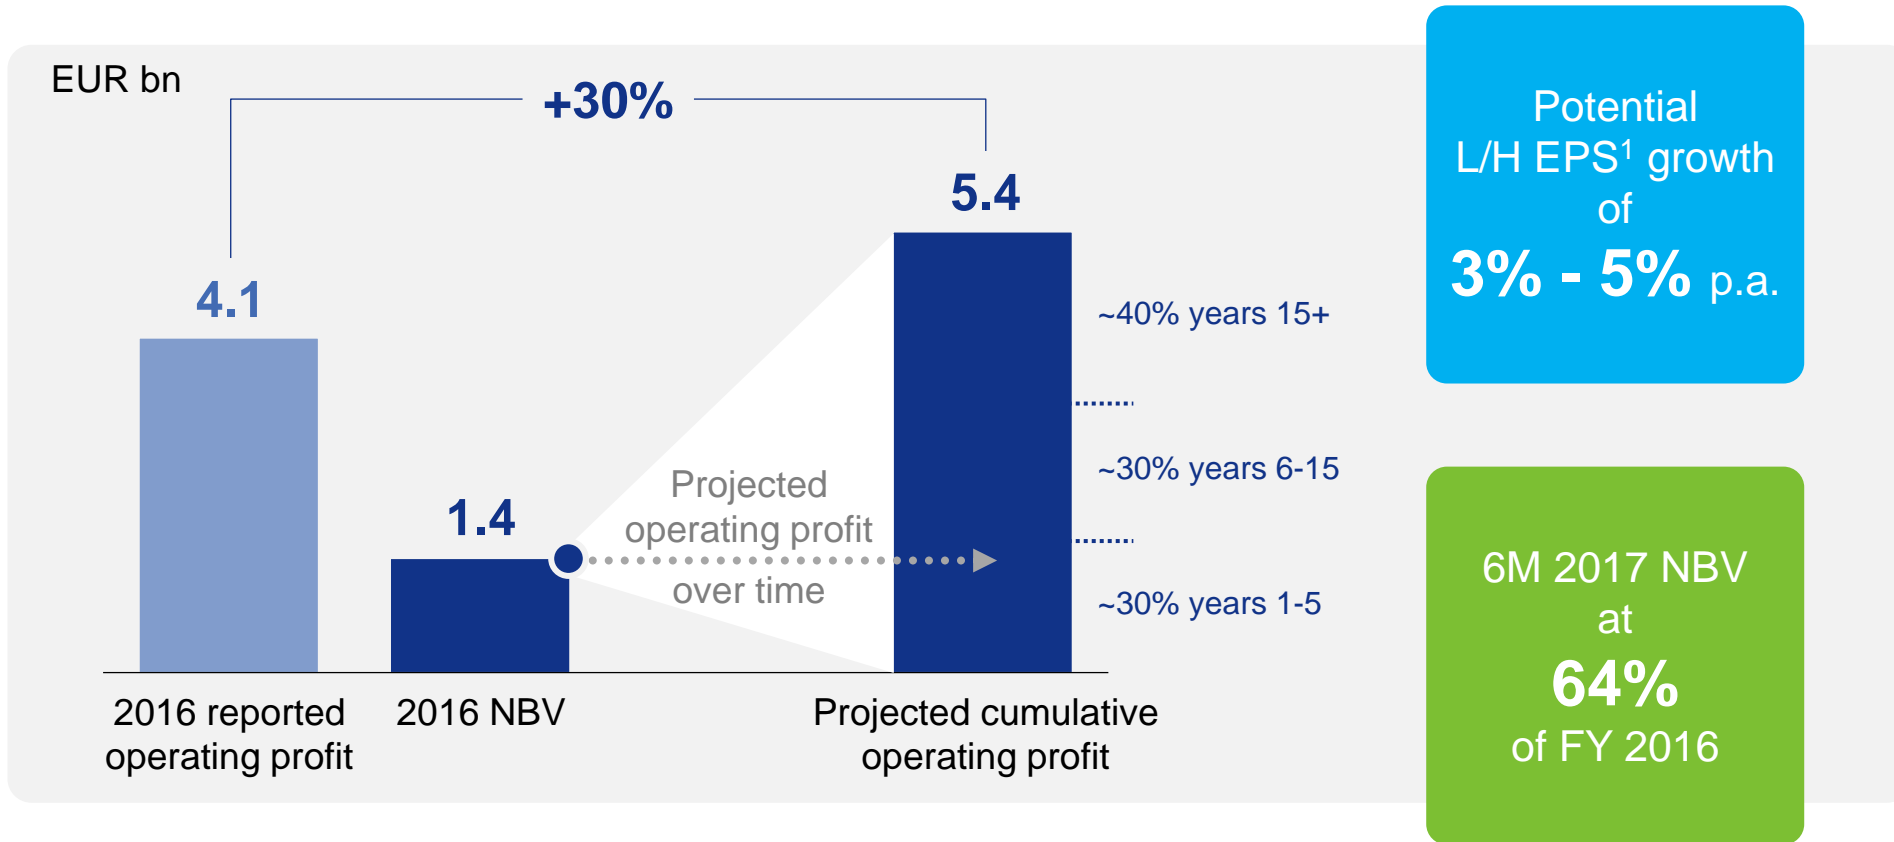 EUR bn
+30%
4.1
1.4
5.4
Projected
operating profit
over time
~40% years 15+
~30% years 6-15
~30% years 1-5
2016 reported
operating profit
2016 NBV
Projected cumulative
operating profit
Potential
L/H EPS¹ growth
of
3% - 5% p.a.
6M 2017 NBV
at
64%
of FY 2016